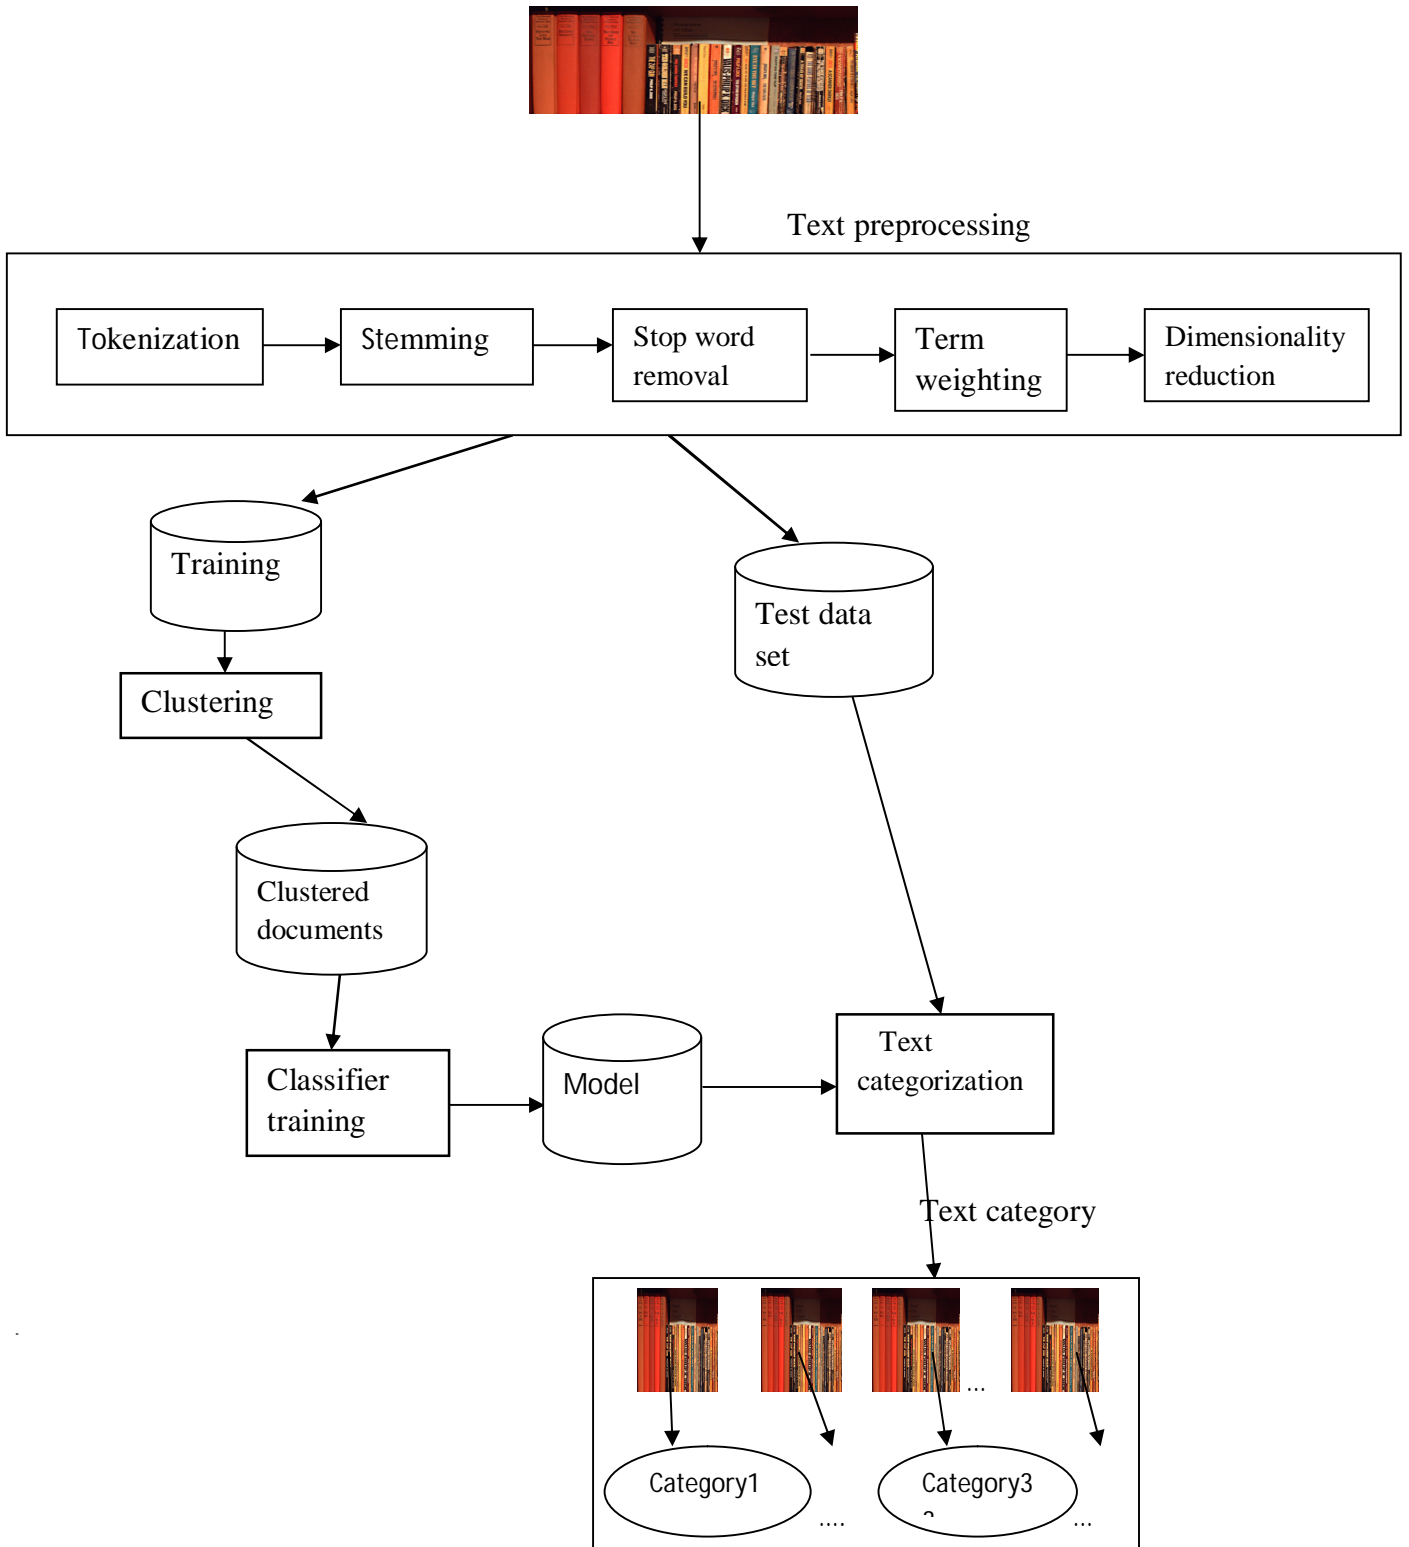 Text preprocessing
Tokenization
Stemming
Stop word
removal
Term
weighting
Dimensionality
reduction
Training
Test data
set
Clustering
Clustered
documents
Classifier
training
Model
Text
categorization
Text category
...
Category1
....
Category3
...